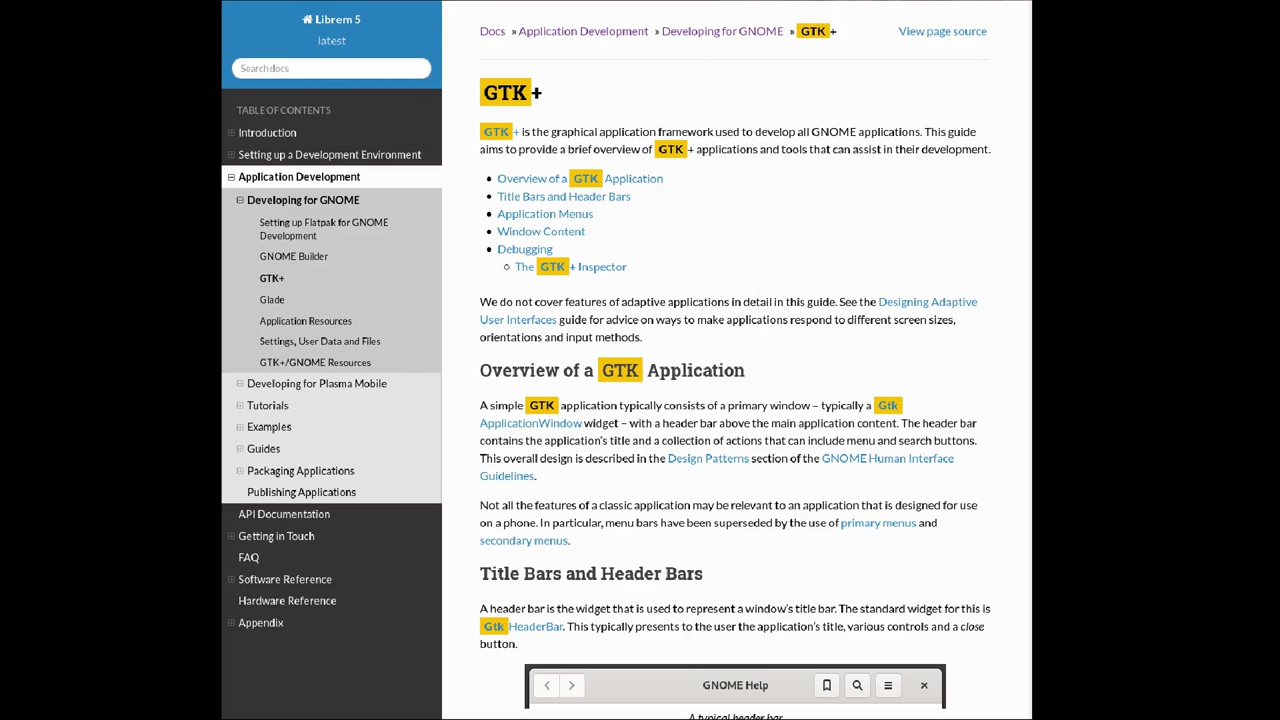 Librem 5
latest
Search docs
TABLE OF CONTENTS
Introduction
Setting up a Development Environment
Application Development
Developing for GNOME
Setting up Flatpak for GNOME
Development
GNOME Builder
GTK+
Glade
Application Resources
Settings, User Data and Files
GTK+/GNOME Resources
Developing for Plasma Mobile
Tutorials
Examples
Guides
Packaging Applications
Publishing Applications
API Documentation
Getting in Touch
FAQ
Software Reference
Hardware Reference
Appendix
Docs » Application Development » Developing for GNOME » GTK+ View page source
GTK+
GTK+ is the graphical application framework used to develop all GNOME applications. This guide
aims to provide a brief overview of GTK+ applications and tools that can assist in their development.
Overview of a GTK Application
Title Bars and Header Bars
Application Menus
Window Content
Debugging
The GTK+ Inspector
We do not cover features of adaptive applications in detail in this guide. See the Designing Adaptive
User Interfaces guide for advice on ways to make applications respond to different screen sizes,
orientations and input methods.
Overview of a GTK Application
A simple GTK application typically consists of a primary window – typically a Gtk
ApplicationWindow widget – with a header bar above the main application content. The header bar
contains the application's title and a collection of actions that can include menu and search buttons.
This overall design is described in the Design Patterns section of the GNOME Human Interface
Guidelines.
Not all the features of a classic application may be relevant to an application that is designed for use
on a phone. In particular, menu bars have been superseded by the use of primary menus and
secondary menus.
Title Bars and Header Bars
A header bar is the widget that is used to represent a window's title bar. The standard widget for this is
GtkHeaderBar. This typically presents to the user the application's title, various controls and a close
button.
GNOME Help
A typical header bar